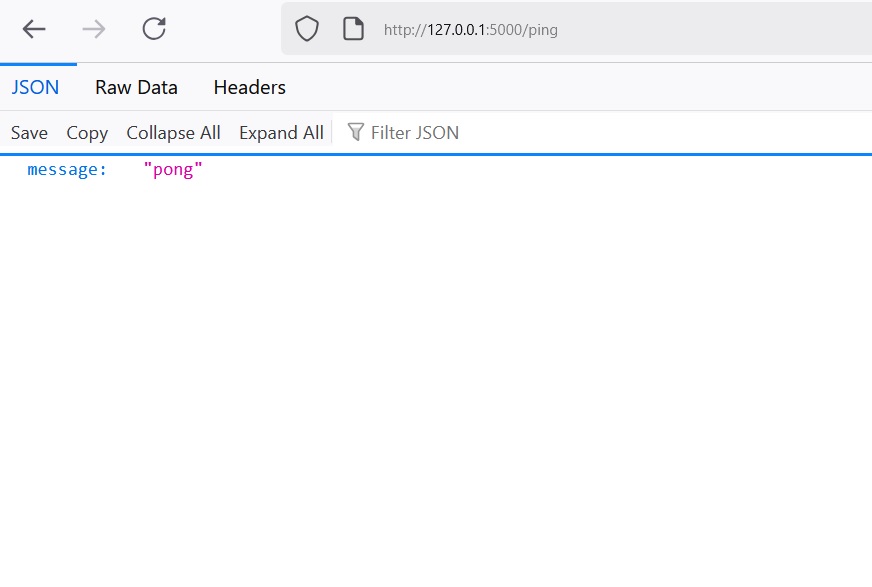 http://127.0.0.1:5000/ping
JSON Raw Data Headers
Save Copy Collapse All Expand All Filter JSON
message: "pong"